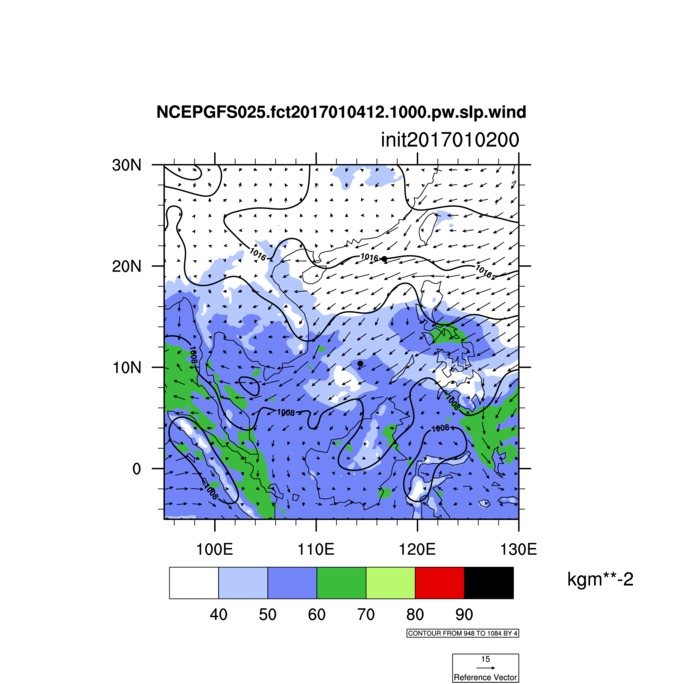 NCEPGFS025.fct2017010412.1000.pw.slp.wind
init2017010200
30N
20N
10N
0
1016
1016
1016
1008
1008
1008
1008
1008
100E
110E
120E
130E
kgm**-2
40
50
60
70
80
90
CONTOUR FROM 948 TO 1084 BY 4
15
Reference Vector